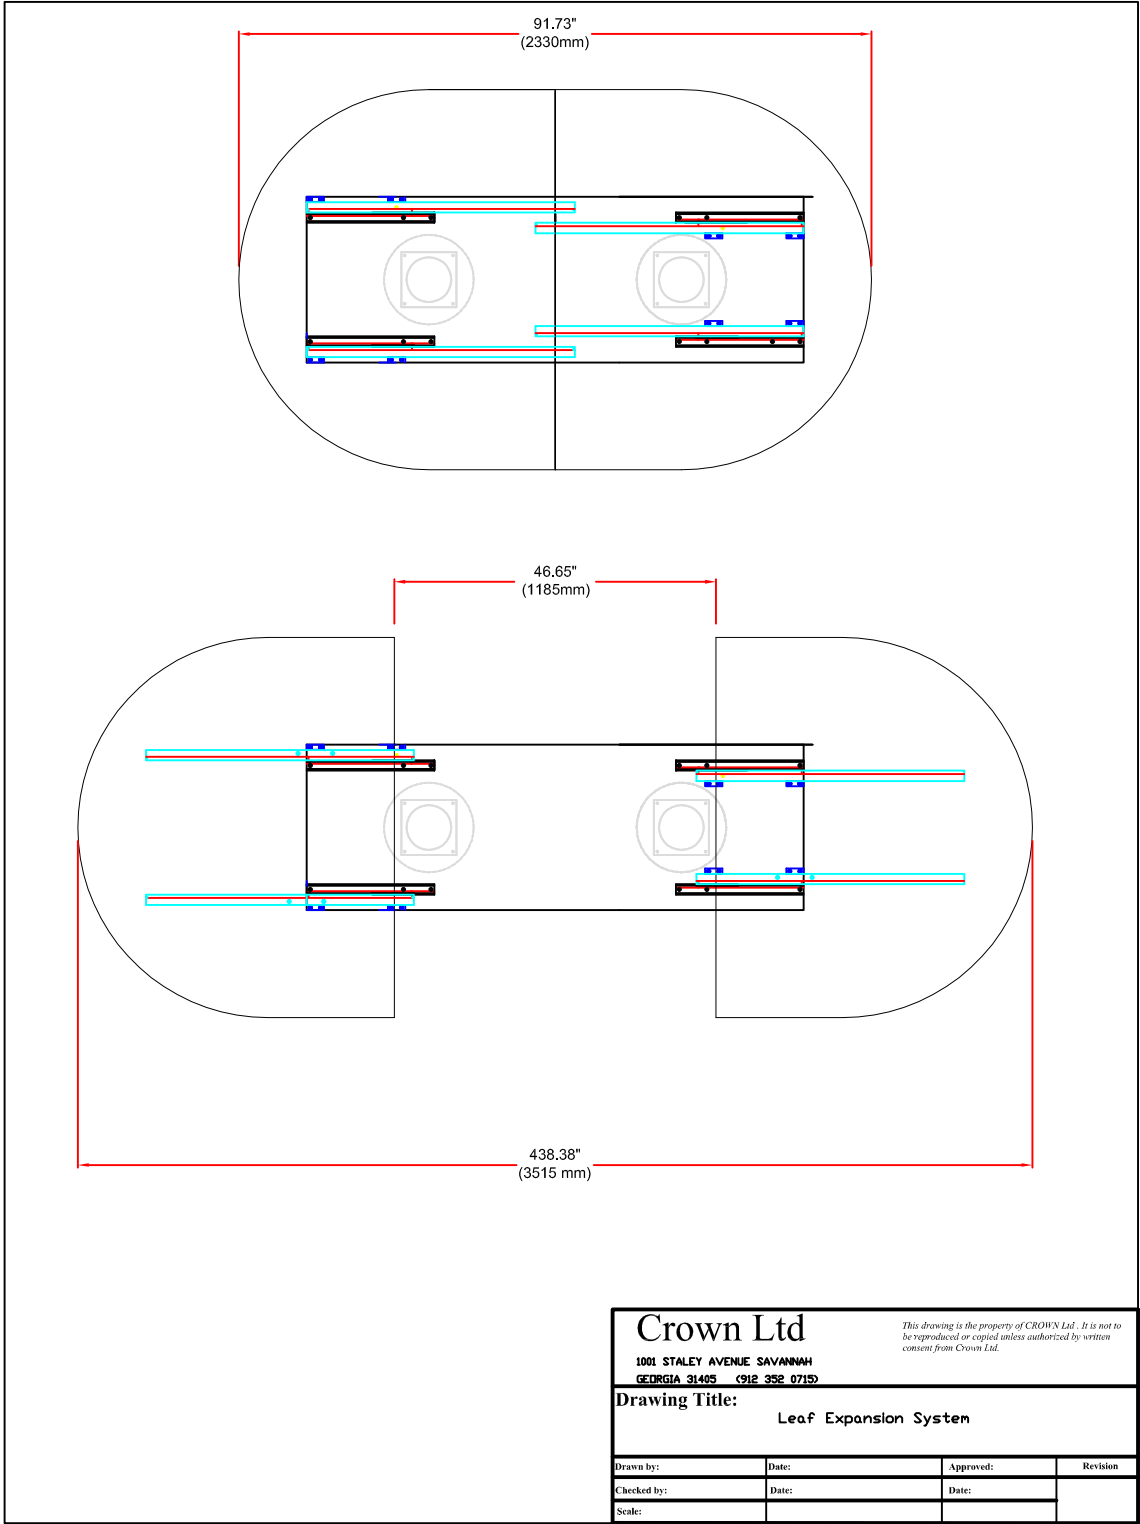 91.73"
(2330mm)
46.65"
(1185mm)
438.38"
(3515 mm)
Crown Ltd
This drawing is the property of CROWN Ltd . It is not to
be reproduced or copied unless authorized by written
consent from Crown Ltd.
1001 STALEY AVENUE SAVANNAH
GEORGIA 31405 (912 352 0715)
Drawing Title:
Leaf Expansion System
Drawn by: Date: Approved: Revision
Checked by: Date: Date:
Scale: